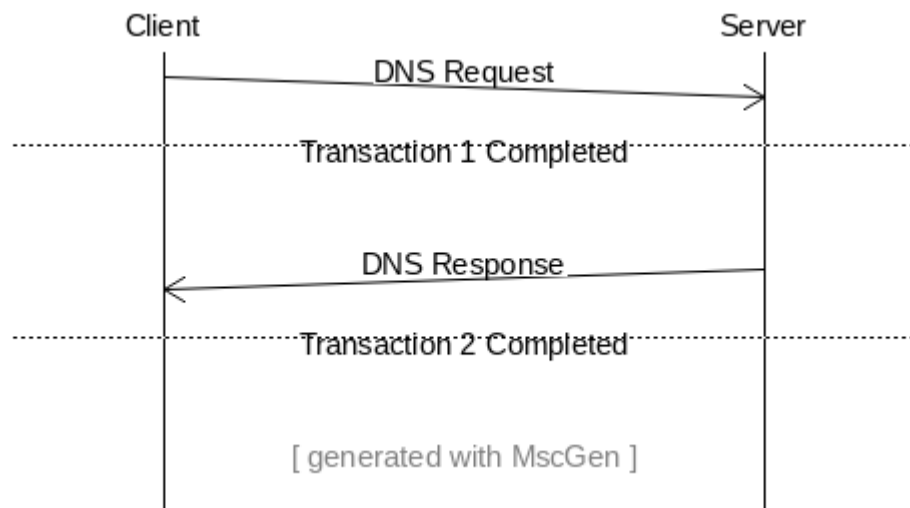 Client Server
DNS Request
Transaction 1 Completed
DNS Response
Transaction 2 Completed
[ generated with MscGen ]